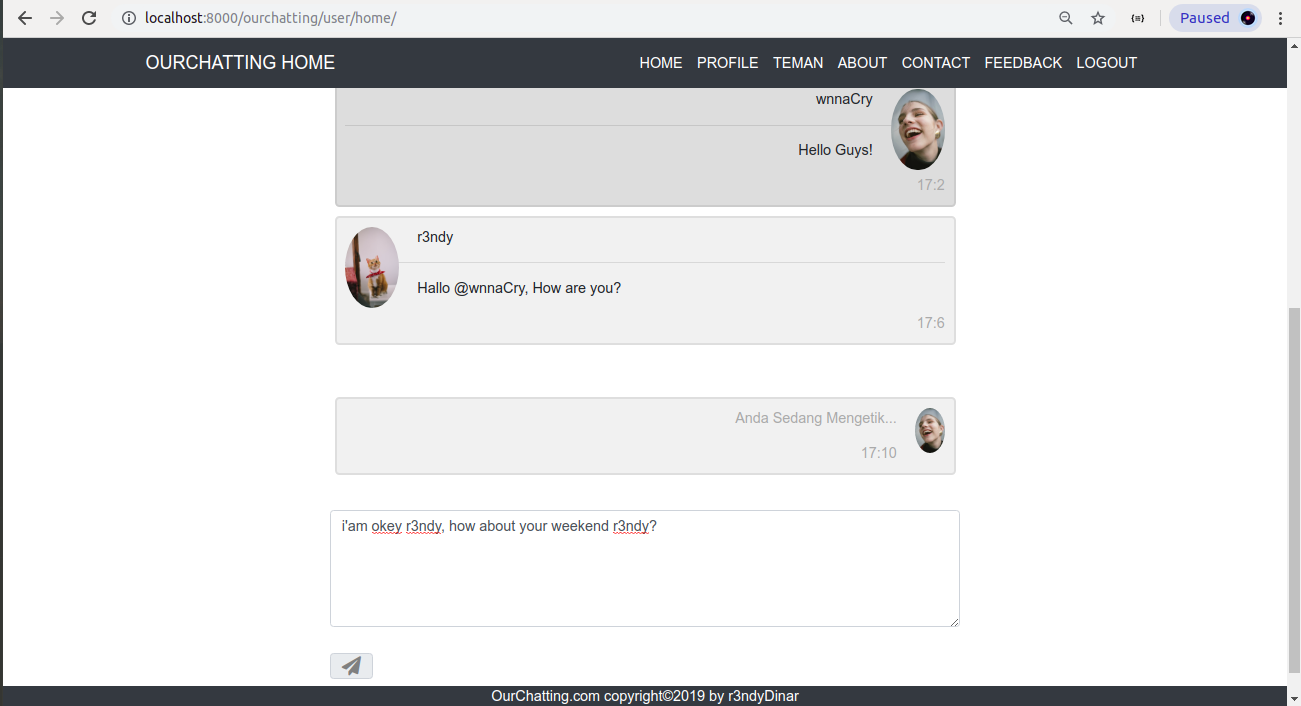 localhost:8000/ourchatting/user/home/
Paused
OURCHATTING HOME
HOME PROFILE TEMAN ABOUT CONTACT FEEDBACK LOGOUT
wnnaCry
Hello Guys!
17:2
r3ndy
Hallo @wnnaCry, How are you?
17:6
Anda Sedang Mengetik...
17:10
i'am okey r3ndy, how about your weekend r3ndy?
OurChatting.com copyright©2019 by r3ndyDinar